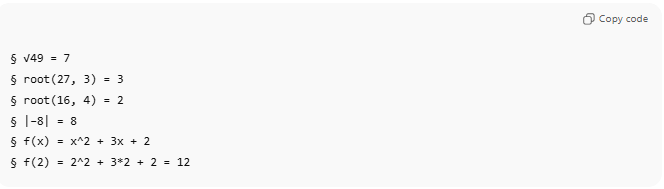 Copy code
§ √49 = 7
§ root(27, 3) = 3
§ root(16, 4) = 2
§ |-8| = 8
§ f(x) = x^2 + 3x + 2
§ f(2) = 2^2 + 3*2 + 2 = 12